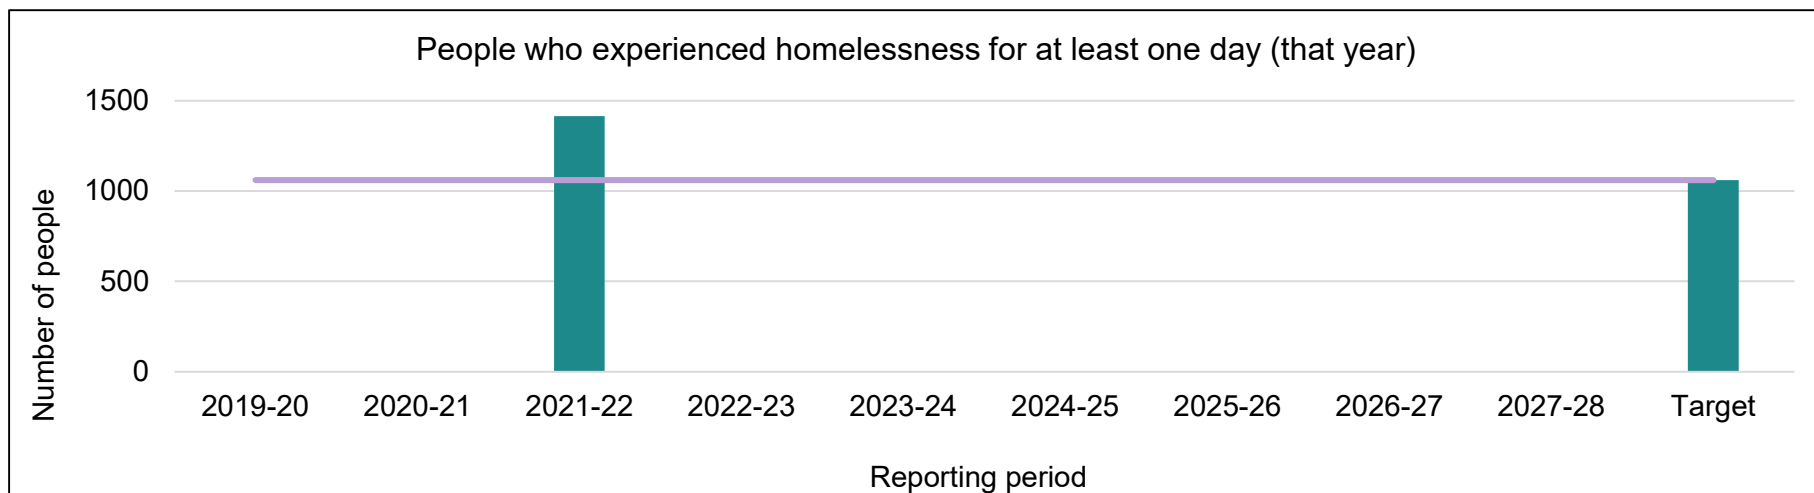 People who experienced homelessness for at least one day (that year)
1500
1000
500
0
Number of people
2019-20 2020-21 2021-22 2022-23 2023-24 2024-25 2025-26 2026-27 2027-28 Target
Reporting period